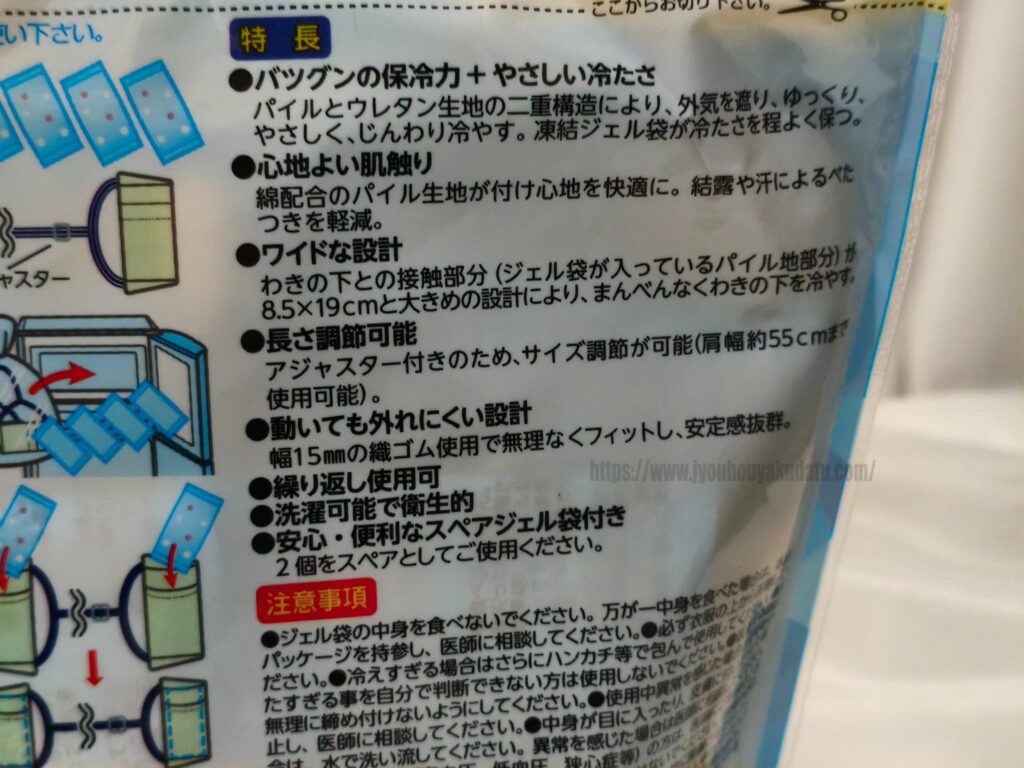 ここからお切り下さい。
い下さい。
特長
●バツグンの保冷力＋やさしい冷たさ
パイルとウレタン生地の二重構造により、外気を遮り、ゆっくり、
やさしく、じんわり冷やす。凍結ジェル袋が冷たさを程よく保つ。
●心地よい肌触り
綿配合のパイル生地が付け心地を快適に。結露や汗によるべた
つきを軽減。
●ワイドな設計
わきの下との接触部分（ジェル袋が入っているパイル地部分）が
8.5×19cmと大きめの設計により、まんべんなくわきの下を冷やす。
ャスター
●長さ調節可能
アジャスター付きのため、サイズ調節が可能（肩幅約55cmまで
使用可能）。
●動いても外れにくい設計
幅15㎜の織ゴム使用で無理なくフィットし、安定感抜群。
https://www.jyouhouyakudatu.com/
●繰り返し使用可
●洗濯可能で衛生的
●安心・便利なスペアジェル袋付き
2個をスペアとしてご使用ください。
注意事項
●ジェル袋の中身を食べないでください。万が一中身を食べた場合は、
パッケージを持参し、医師に相談してください。●必ず衣服の上から
ださい。●冷えすぎる場合はさらにハンカチ等で包んで使用してく
たすぎる事を自分で判断できない方は使用しないでください。
無理に締め付けないようにしてください。●使用中異常を感じた
止し、医師に相談してください。●中身が目に入ったり、皮膚に
合は、水で洗い流してください。異常を感じた場合は医師
低血圧、狭心症等）の方は、